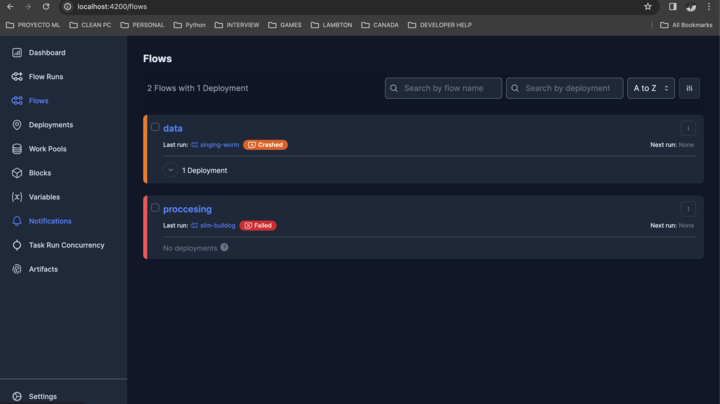 localhost:4200/flows
PROYECTO ML CLEAN PC PERSONAL Python INTERVIEW GAMES LAMBTON CANADA DEVELOPER HELP All Bookmarks
Dashboard
Flow Runs
Flows
Deployments
Work Pools
Blocks
Variables
Notifications
Task Run Concurrency
Artifacts
Settings
Flows
2 Flows with 1 Deployment Search by flow name Search by deployment A to Z
data
Last run: singing-worm Crashed Next run: None
1 Deployment
proccesing
Last run: slim-bulldog Failed Next run: None
No deployments ?